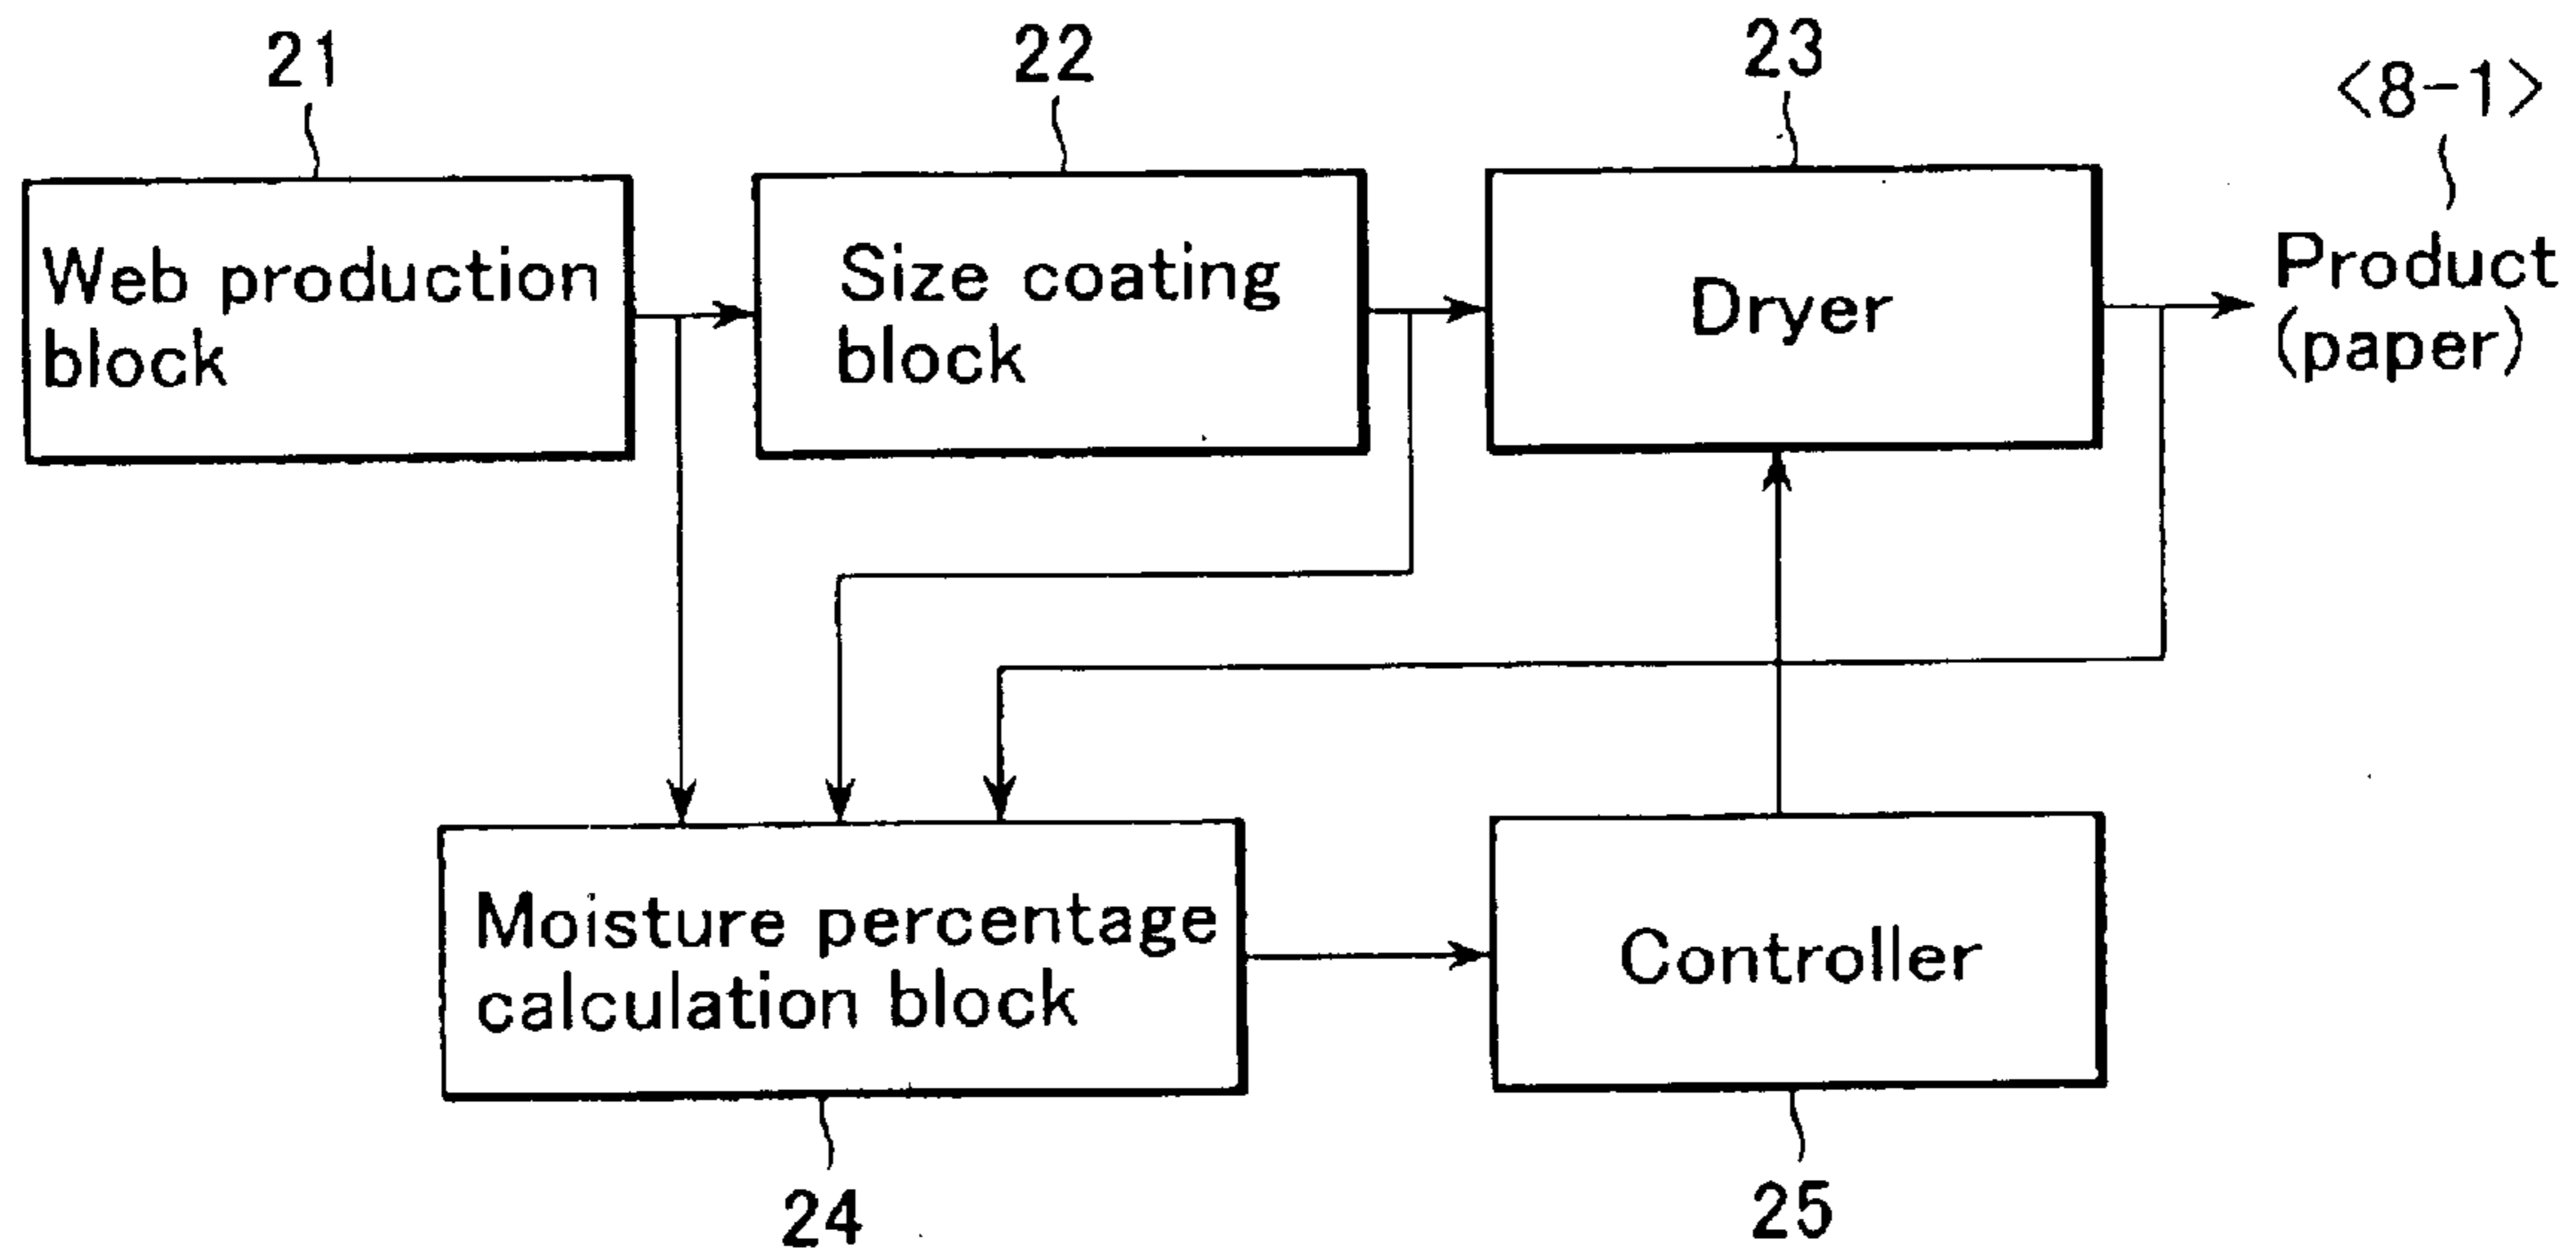 21
22
23
<8-1>
Web production
block
Size coating
block
Dryer
Product
(paper)
Moisture percentage
calculation block
Controller
24
25